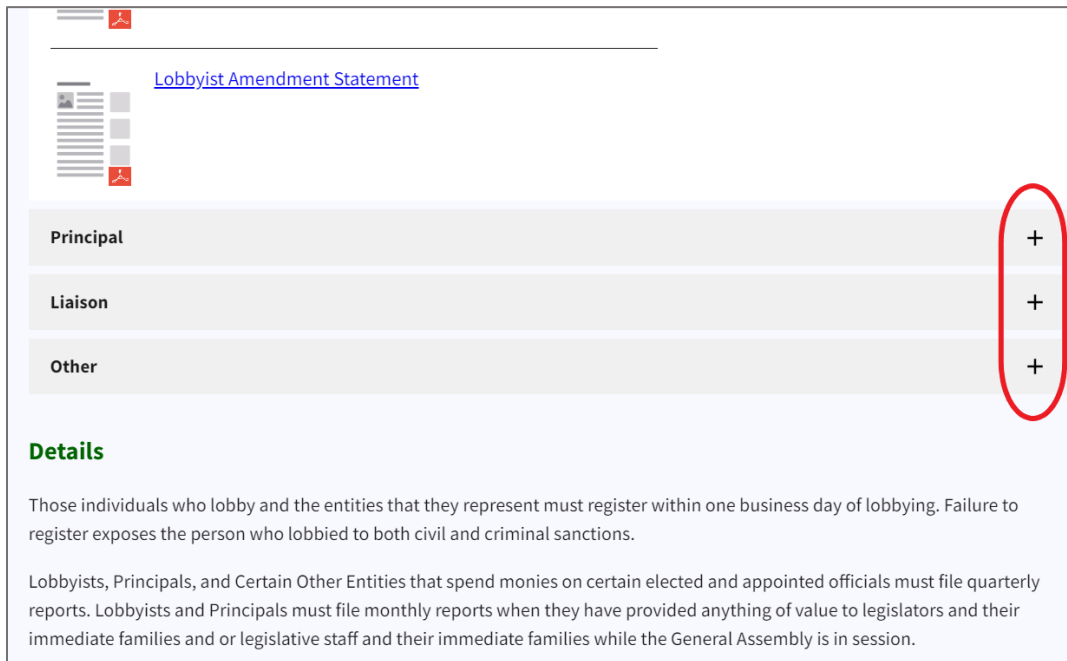 Lobbyist Amendment Statement
Principal +
Liaison +
Other +
Details
Those individuals who lobby and the entities that they represent must register within one business day of lobbying. Failure to
register exposes the person who lobbied to both civil and criminal sanctions.
Lobbyists, Principals, and Certain Other Entities that spend monies on certain elected and appointed officials must file quarterly
reports. Lobbyists and Principals must file monthly reports when they have provided anything of value to legislators and their
immediate families and or legislative staff and their immediate families while the General Assembly is in session.